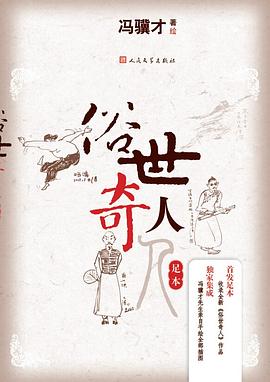 冯骥才 著绘
人民文学出版社
俗世奇人
足本
首发足本
收录全新《俗世奇人》作品
独家集成
冯骥才先生亲自手绘全部插图